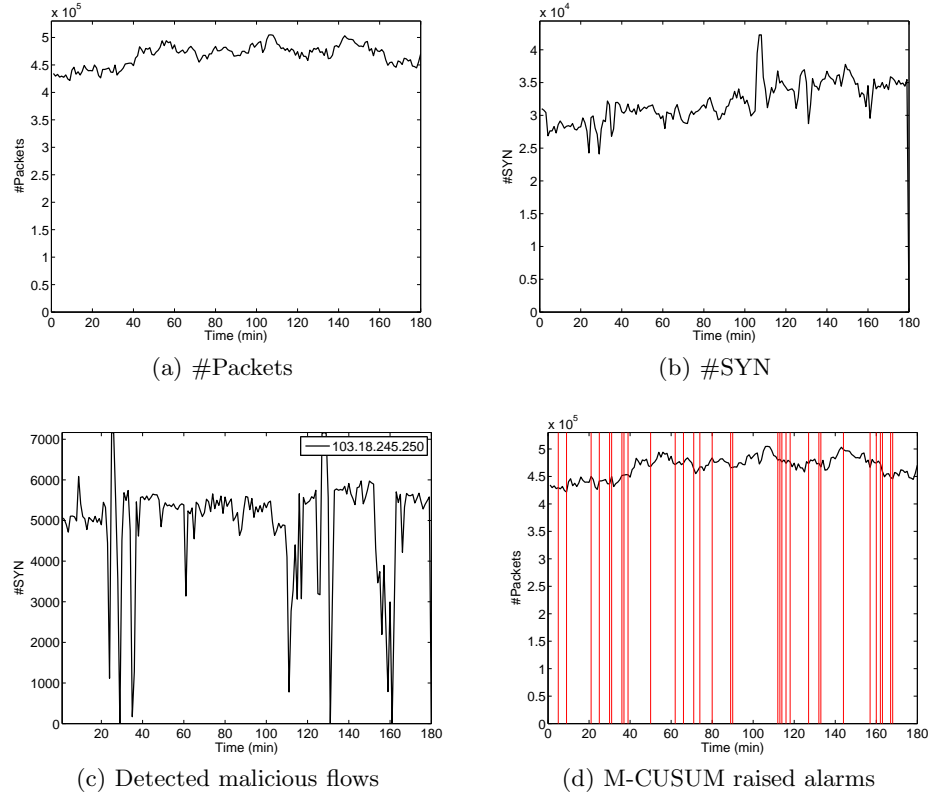 x 10^5
5
4.5
4
3.5
3
2.5
2
1.5
1
0.5
0
#Packets
0 20 40 60 80 100 120 140 160 180
Time (min)
(a) #Packets
x 10^4
4.5
4
3.5
3
2.5
2
1.5
1
0.5
0
#SYN
0 20 40 60 80 100 120 140 160 180
Time (min)
(b) #SYN
103.18.245.250
7000
6000
5000
4000
3000
2000
1000
0
#SYN
20 40 60 80 100 120 140 160 180
Time (min)
(c) Detected malicious flows
x 10^5
5
4.5
4
3.5
3
2.5
2
1.5
1
0.5
0
#Packets
0 20 40 60 80 100 120 140 160 180
Time (min)
(d) M-CUSUM raised alarms